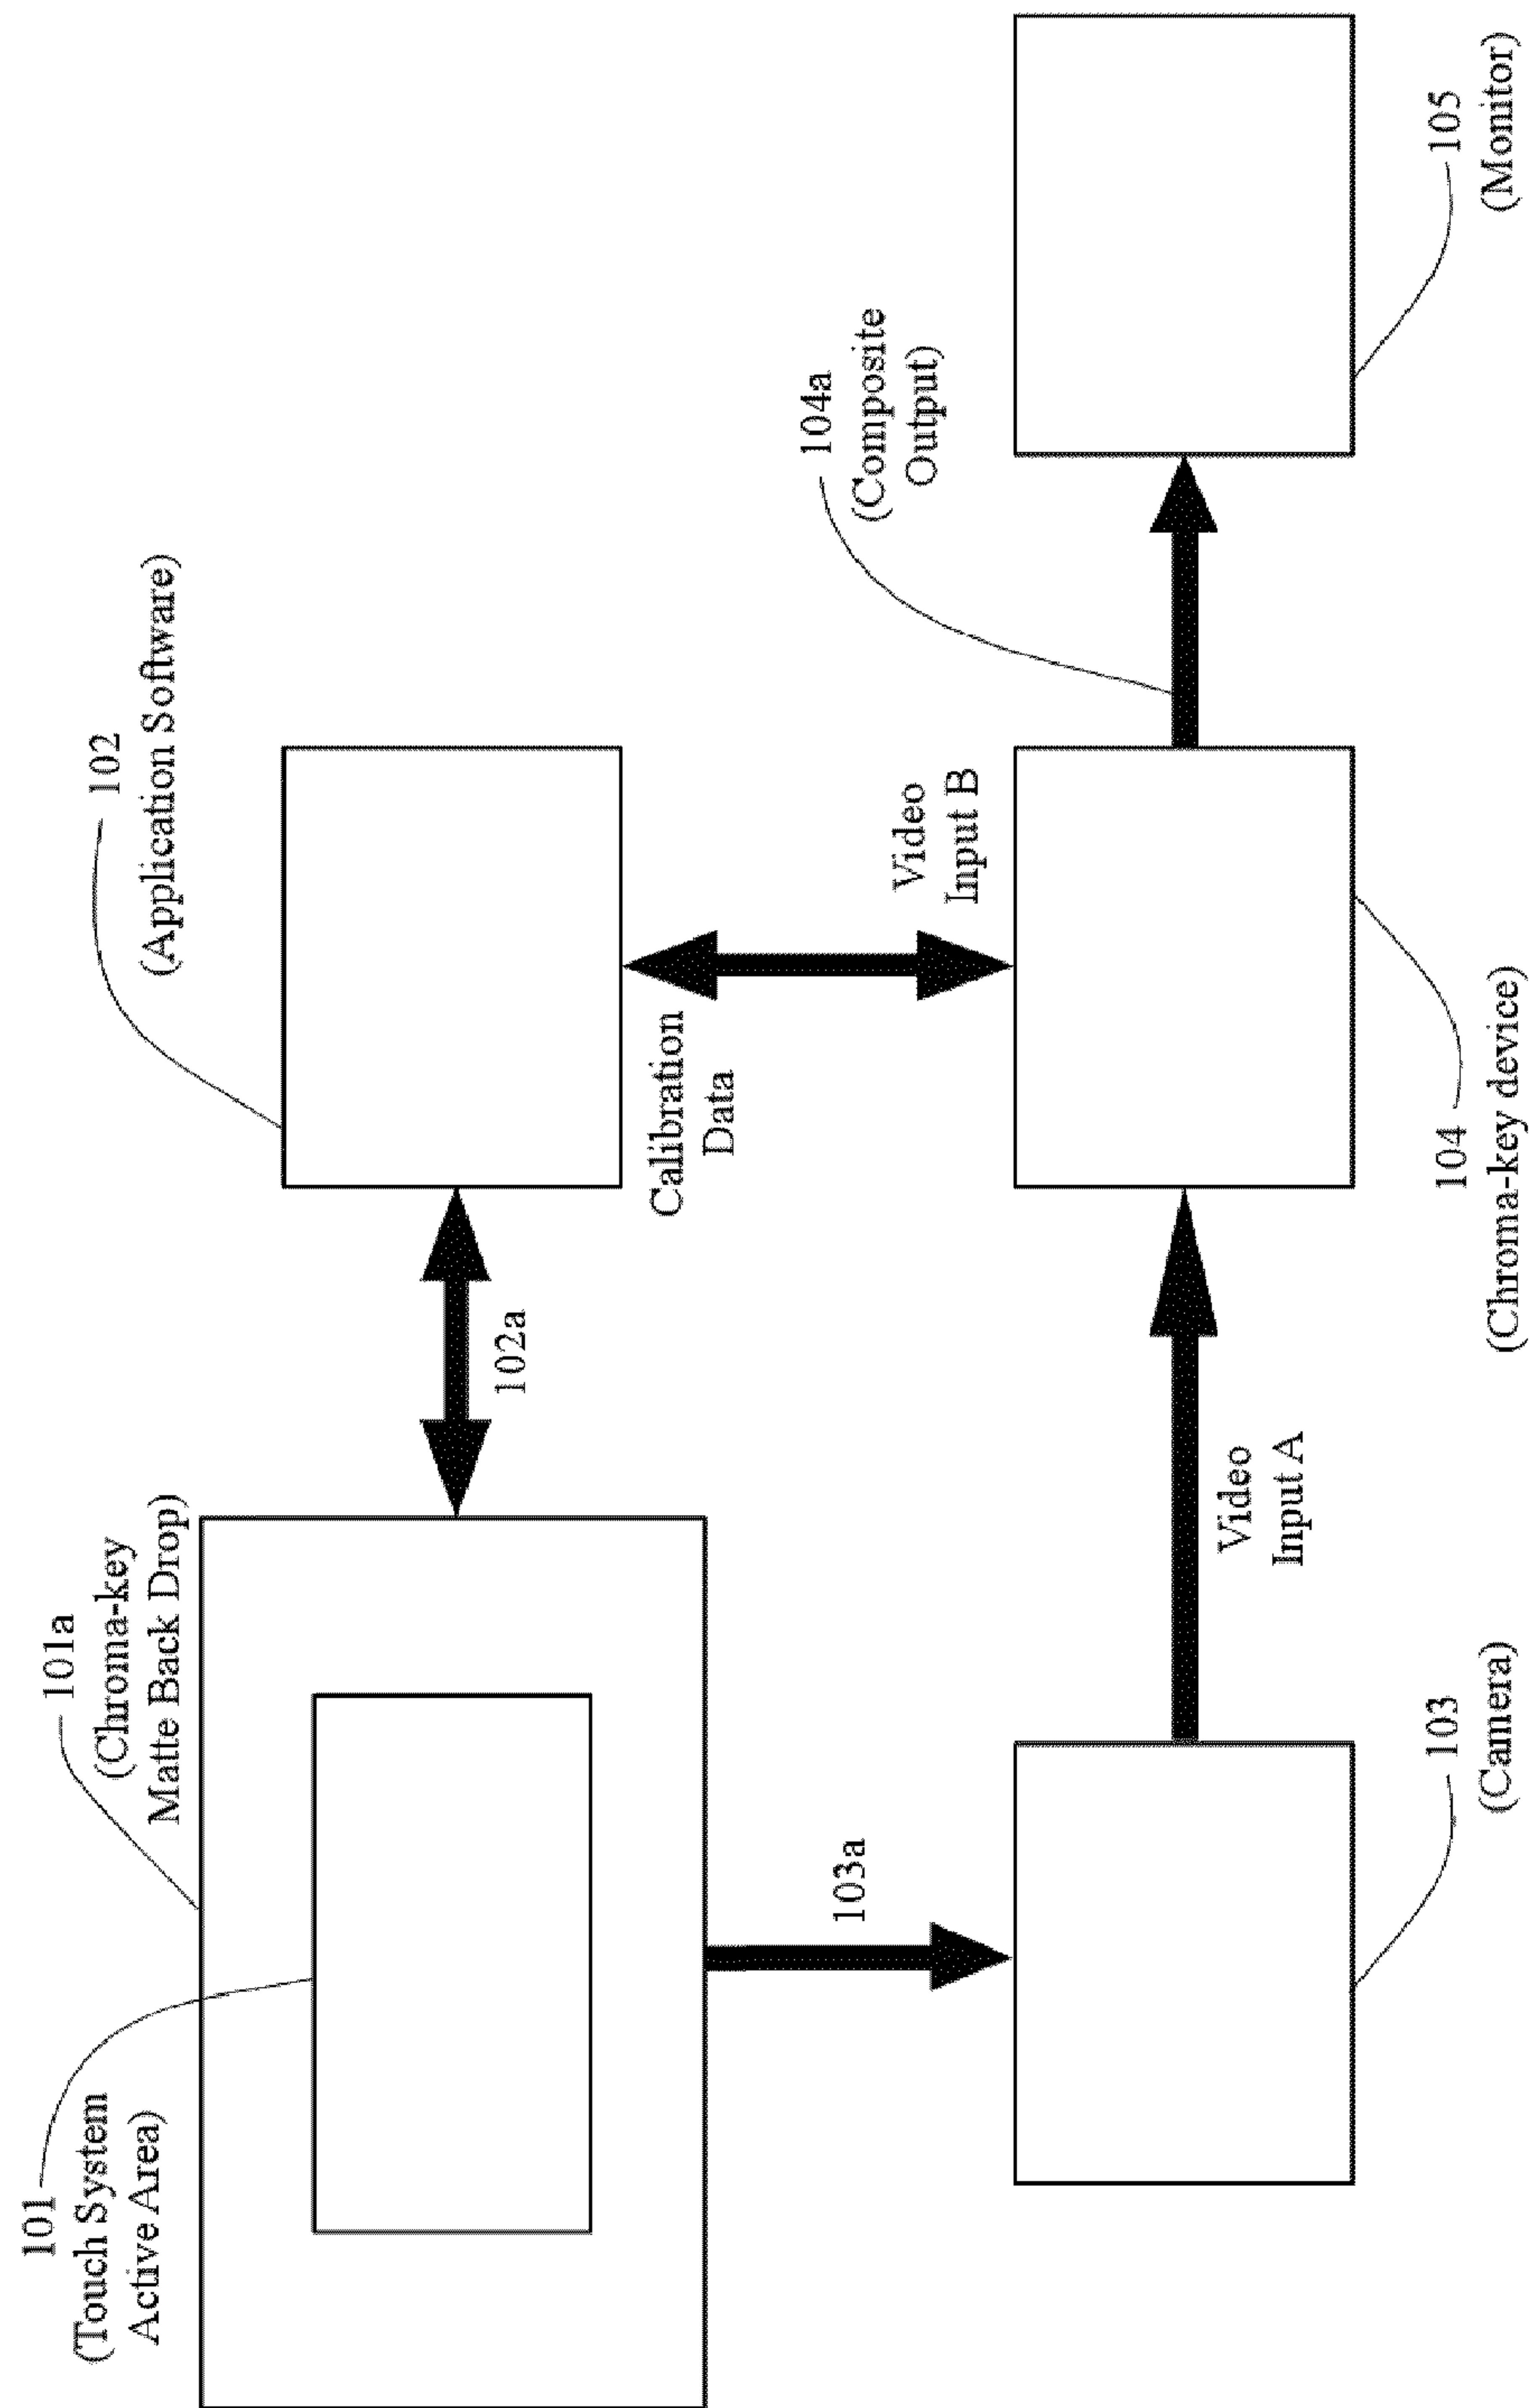 101
(Touch System
Active Area)
101a
(Chroma-key
Matte Back Drop)
102
(Application Software)
102a
Calibration
Data
Video
Input B
103a
103
(Camera)
Video
Input A
104
(Chroma-key device)
104a
(Composite
Output)
105
(Monitor)